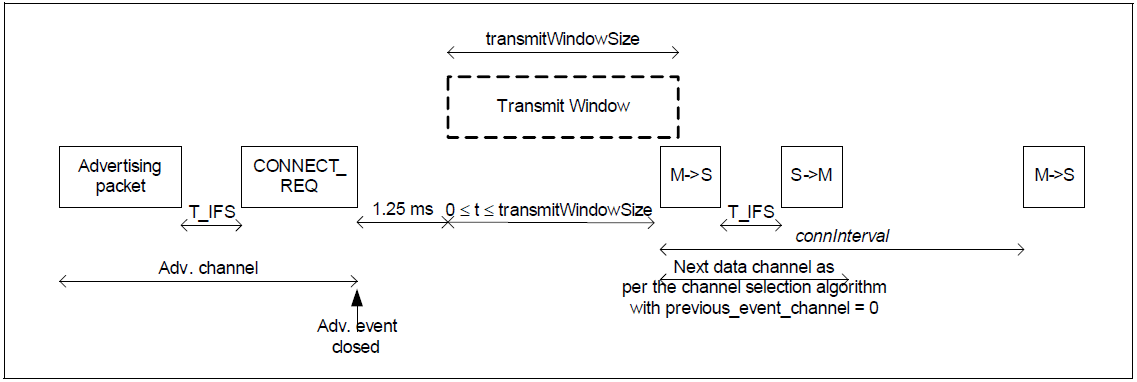 transmitWindowSize
Transmit Window
Advertising
packet
CONNECT_
REQ
M->S
S->M
M->S
T_IFS
1.25 ms
0 ≤ t ≤ transmitWindowSize
T_IFS
connInterval
Adv. channel
Next data channel as
per the channel selection algorithm
with previous_event_channel = 0
Adv. event
closed